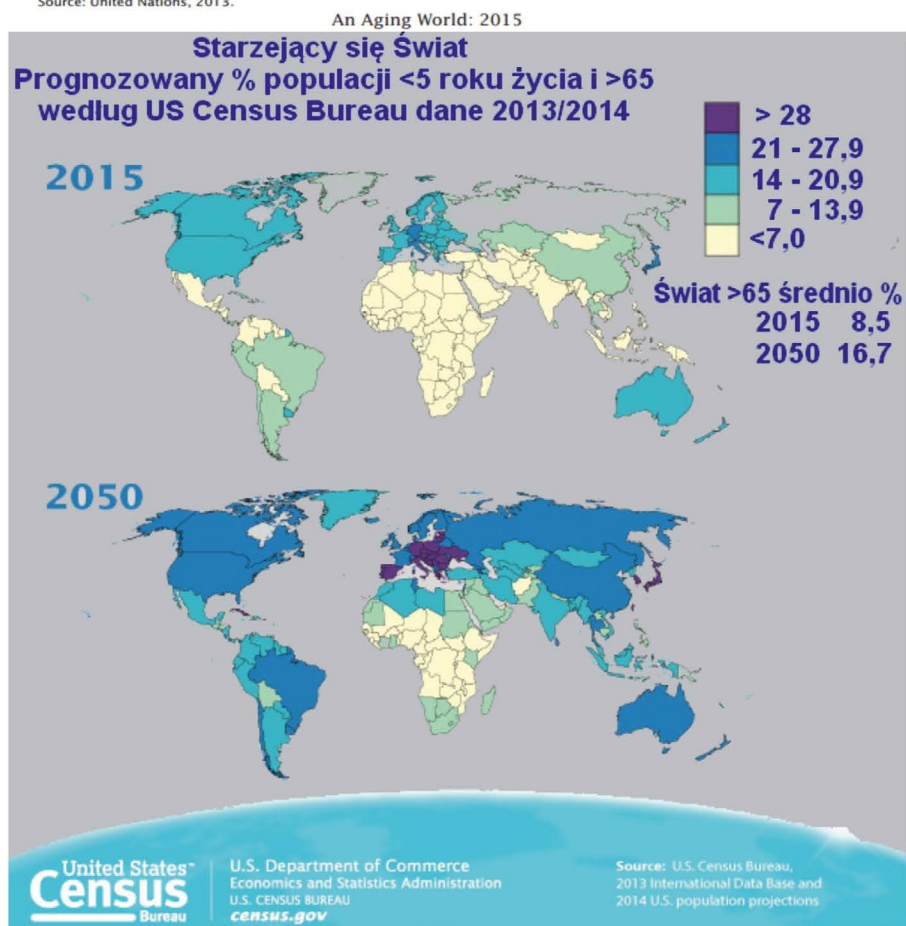 Source: United Nations, 2013.
An Aging World: 2015
Starzejący się Świat
Prognozowany % populacji <5 roku życia i >65
według US Census Bureau dane 2013/2014
> 28
21 - 27,9
14 - 20,9
7 - 13,9
<7,0
2015
Świat >65 średnio %
2015 8,5
2050 16,7
2050
United States™
Census
Bureau
U.S. Department of Commerce
Economics and Statistics Administration
U.S. CENSUS BUREAU
census.gov
Source: U.S. Census Bureau,
2013 International Data Base and
2014 U.S. population projections